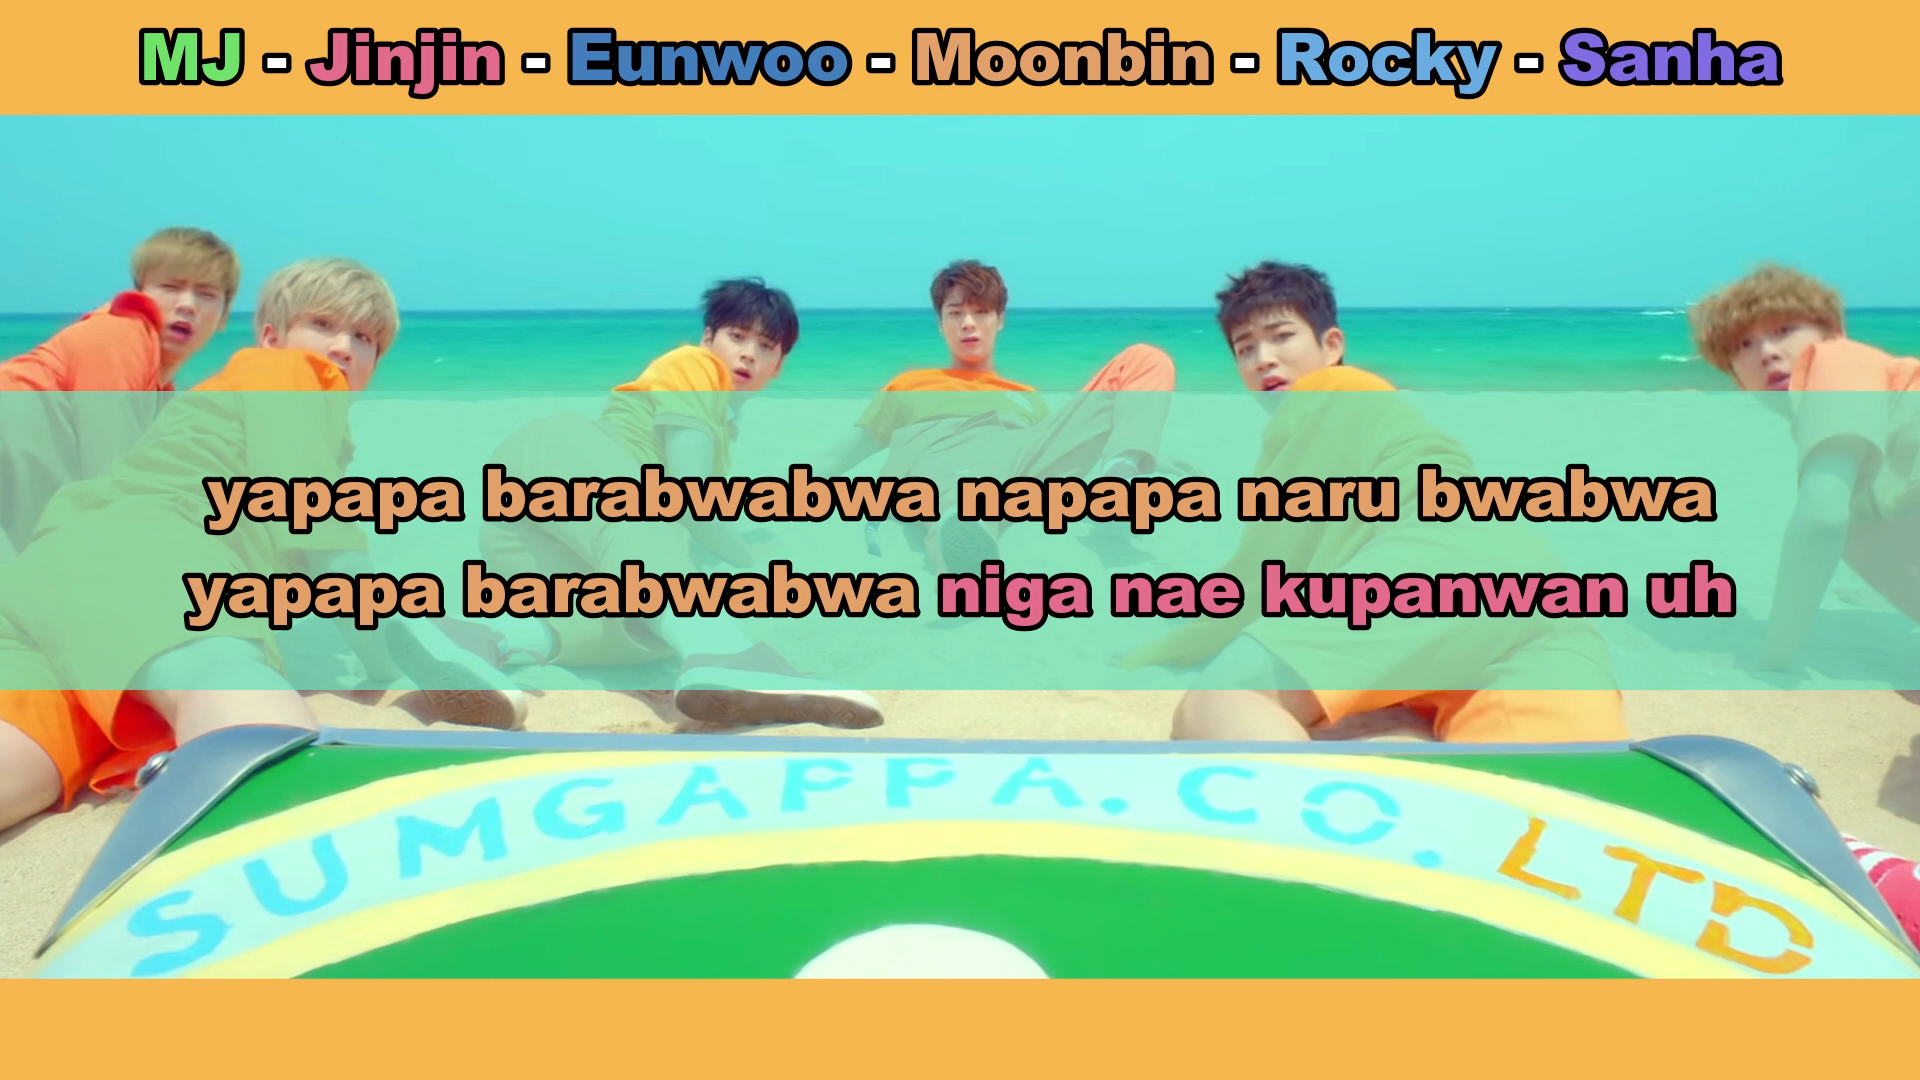 MJ - Jinjin - Eunwoo - Moonbin - Rocky - Sanha
yapapa barabwabwa napapa naru bwabwa
yapapa barabwabwa niga nae kupanwan uh
SUMGAPPA.CO.LTD